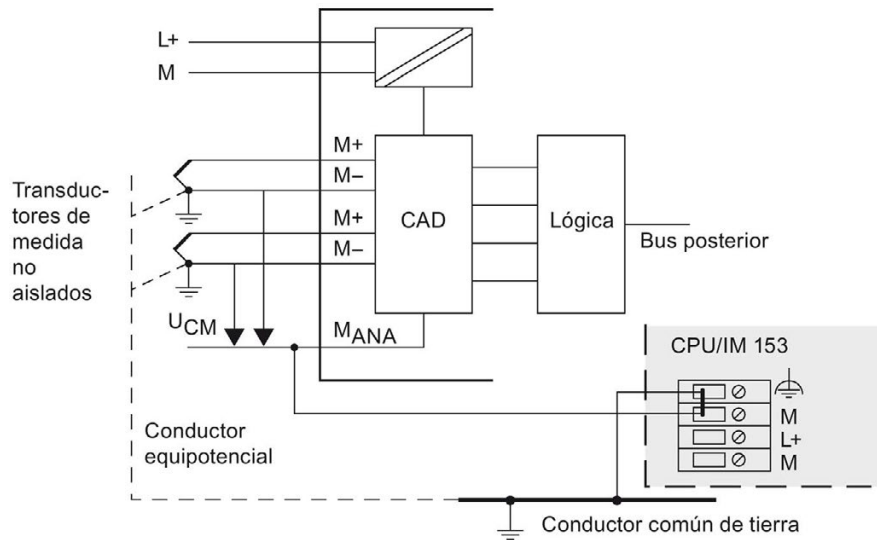 L+
M
M+
M–
M+
M–
Transduc-
tores de
medida
no
aislados
CAD
Lógica
Bus posterior
UCM
MANA
CPU/IM 153
M
L+
M
Conductor
equipotencial
Conductor común de tierra